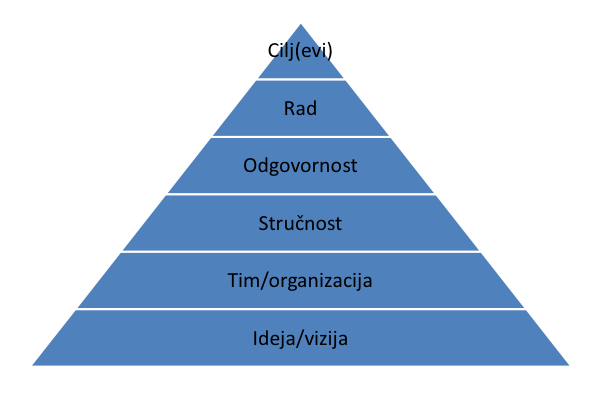 Cilj(evi)
Rad
Odgovornost
Stručnost
Tim/organizacija
Ideja/vizija